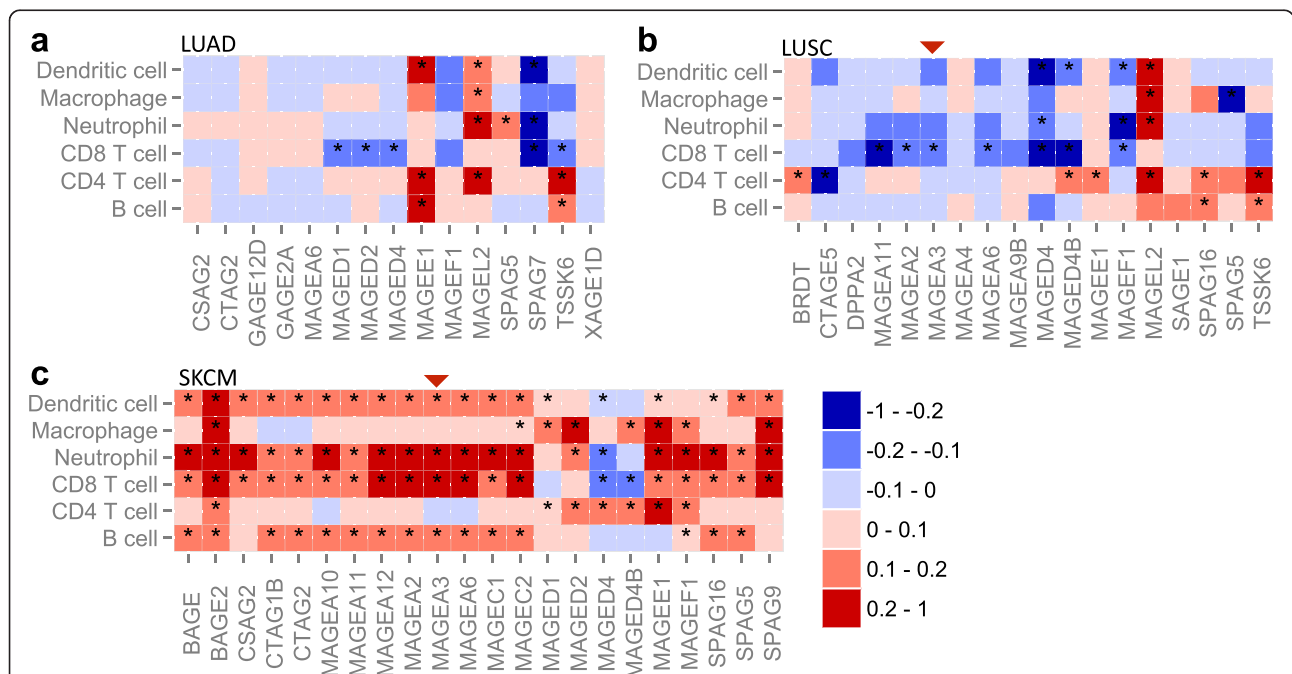 a
LUAD
Dendritic cell
Macrophage
Neutrophil
CD8 T cell
CD4 T cell
B cell
CSAG2
CTAG2
GAGE12D
GAGE2A
MAGEA6
MAGED1
MAGED2
MAGED4
MAGEE1
MAGEF1
MAGEL2
SPAG5
SPAG7
TSSK6
XAGE1D
b
LUSC
Dendritic cell
Macrophage
Neutrophil
CD8 T cell
CD4 T cell
B cell
BRDT
CTAGE5
DPPA2
MAGEA11
MAGEA2
MAGEA3
MAGEA4
MAGEA6
MAGEA9B
MAGED4
MAGED4B
MAGEE1
MAGEF1
MAGEL2
SAGE1
SPAG16
SPAG5
TSSK6
c
SKCM
Dendritic cell
Macrophage
Neutrophil
CD8 T cell
CD4 T cell
B cell
BAGE
BAGE2
CSAG2
CTAG1B
CTAG2
MAGEA10
MAGEA11
MAGEA12
MAGEA2
MAGEA3
MAGEA6
MAGEC1
MAGEC2
MAGED1
MAGED2
MAGED4
MAGED4B
MAGEE1
MAGEF1
SPAG16
SPAG5
SPAG9
-1 - -0.2
-0.2 - -0.1
-0.1 - 0
0 - 0.1
0.1 - 0.2
0.2 - 1